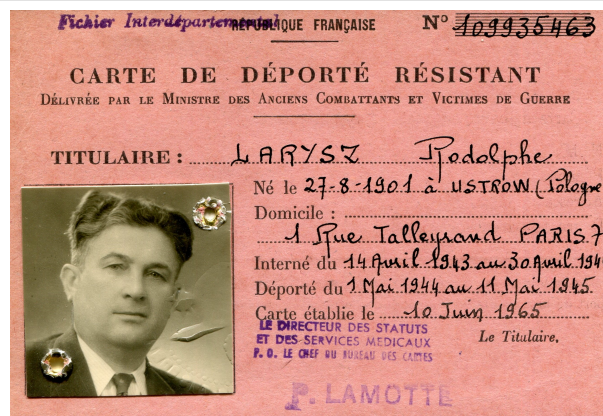 Fichier Interdépartemental
RÉPUBLIQUE FRANÇAISE
N° 109935463
CARTE DE DÉPORTÉ RÉSISTANT
DÉLIVRÉE PAR LE MINISTRE DES ANCIENS COMBATTANTS ET VICTIMES DE GUERRE
TITULAIRE : LARYSZ Rodolphe
Né le 27-8-1901 à USTROW (Pologne
Domicile :
1 Rue Talleyrand PARIS 7
Interné du 14 Avril 1943 au 30 Avril 194
Déporté du 1 Mai 1944 au 11 Mai 1945
Carte établie le 10 Juin 1965
LE DIRECTEUR DES STATUTS
ET DES SERVICES MEDICAUX
P. O. LE CHEF DU BUREAU DES CARTES
Le Titulaire,
P. LAMOTTE